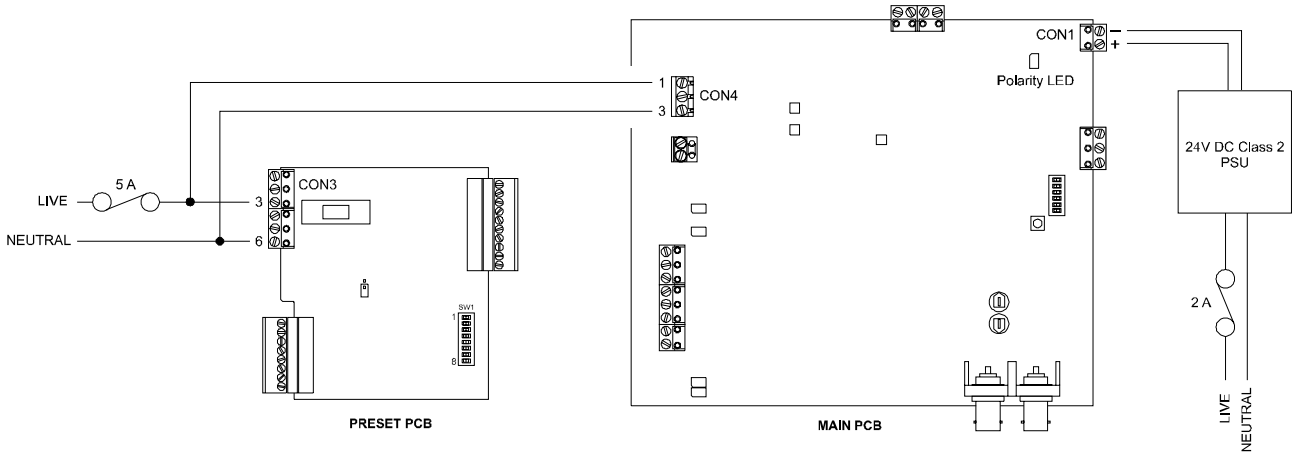 CON1
−
+
Polarity LED
1
CON4
3
24V DC Class 2
PSU
5 A
CON3
LIVE
3
NEUTRAL
6
SW1
1
8
2 A
LIVE
NEUTRAL
PRESET PCB
MAIN PCB